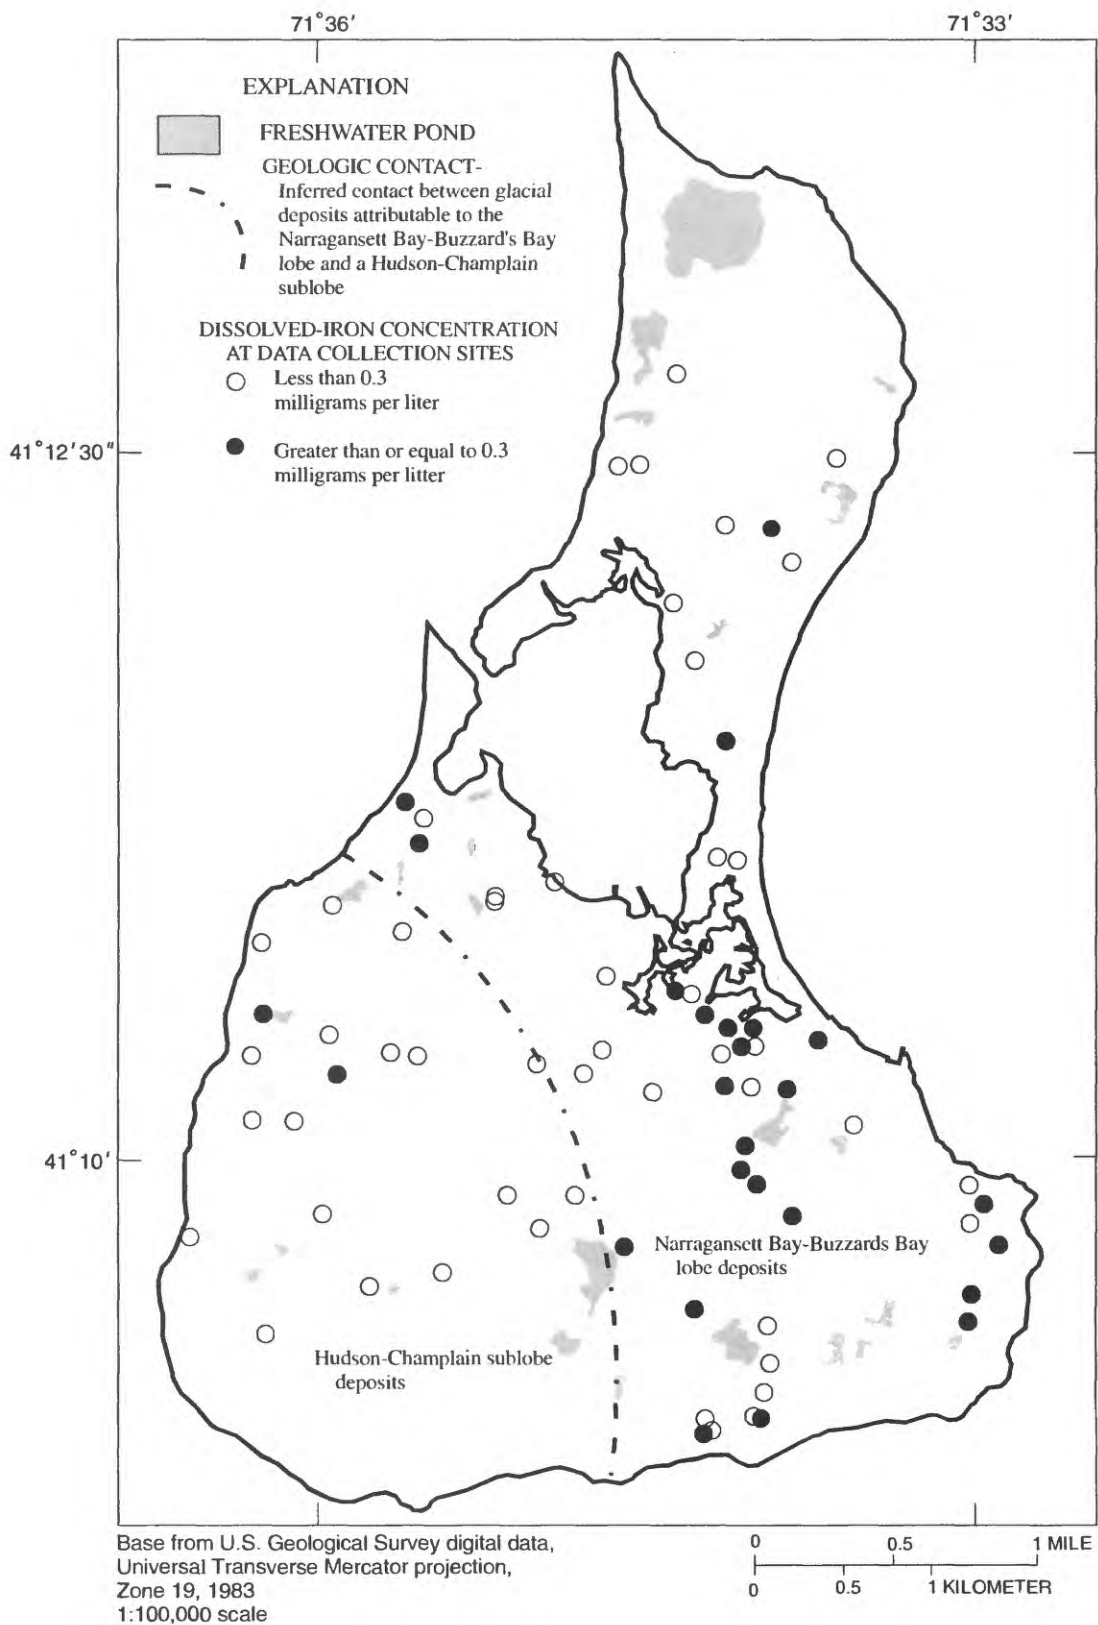 71°36'
71°33'
EXPLANATION
FRESHWATER POND
GEOLOGIC CONTACT-
Inferred contact between glacial
deposits attributable to the
Narragansett Bay-Buzzard's Bay
lobe and a Hudson-Champlain
sublobe
DISSOLVED-IRON CONCENTRATION
AT DATA COLLECTION SITES
Less than 0.3
milligrams per liter
Greater than or equal to 0.3
milligrams per litter
41°12'30"
41°10'
Narragansett Bay-Buzzards Bay
lobe deposits
Hudson-Champlain sublobe
deposits
Base from U.S. Geological Survey digital data,
Universal Transverse Mercator projection,
Zone 19, 1983
1:100,000 scale
0 0.5 1 MILE
0 0.5 1 KILOMETER